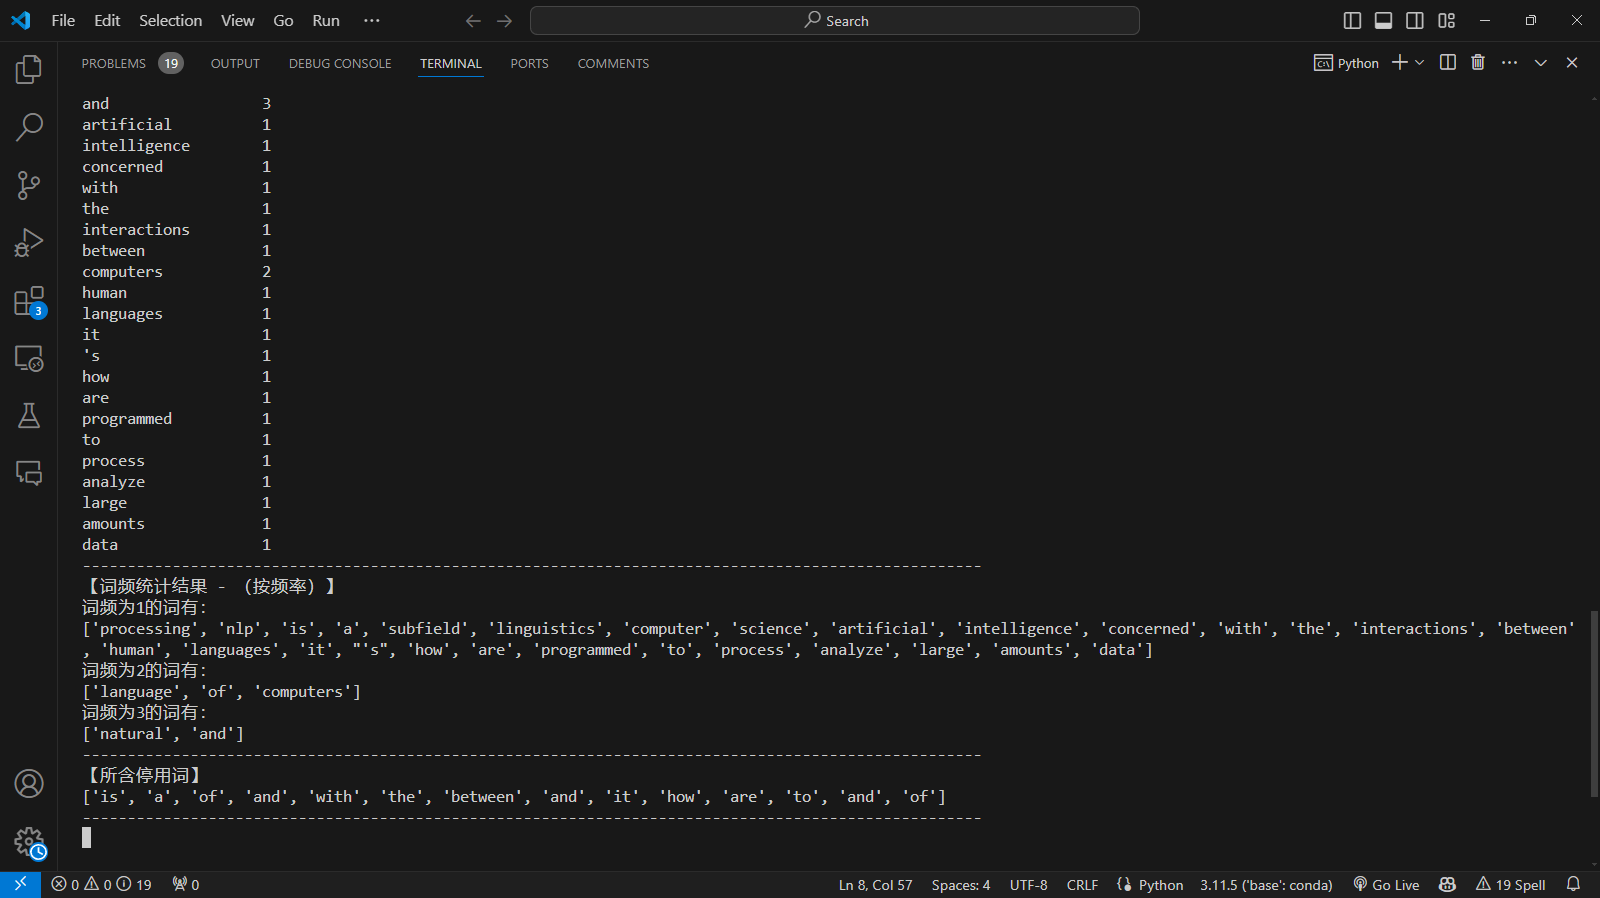 File Edit Selection View Go Run ··· Search
PROBLEMS 19 OUTPUT DEBUG CONSOLE TERMINAL PORTS COMMENTS Python
and 3
artificial 1
intelligence 1
concerned 1
with 1
the 1
interactions 1
between 1
computers 2
human 1
languages 1
it 1
's 1
how 1
are 1
programmed 1
to 1
process 1
analyze 1
large 1
amounts 1
data 1
----------------------------------------------------------------------------------------------------
【词频统计结果 - （按频率）】
词频为1的词有:
['processing', 'nlp', 'is', 'a', 'subfield', 'linguistics', 'computer', 'science', 'artificial', 'intelligence', 'concerned', 'with', 'the', 'interactions', 'between'
, 'human', 'languages', 'it', "'s", 'how', 'are', 'programmed', 'to', 'process', 'analyze', 'large', 'amounts', 'data']
词频为2的词有:
['language', 'of', 'computers']
词频为3的词有:
['natural', 'and']
----------------------------------------------------------------------------------------------------
【所含停用词】
['is', 'a', 'of', 'and', 'with', 'the', 'between', 'and', 'it', 'how', 'are', 'to', 'and', 'of']
----------------------------------------------------------------------------------------------------
3
0 0 19 0 Ln 8, Col 57 Spaces: 4 UTF-8 CRLF Python 3.11.5 ('base': conda) Go Live 19 Spell